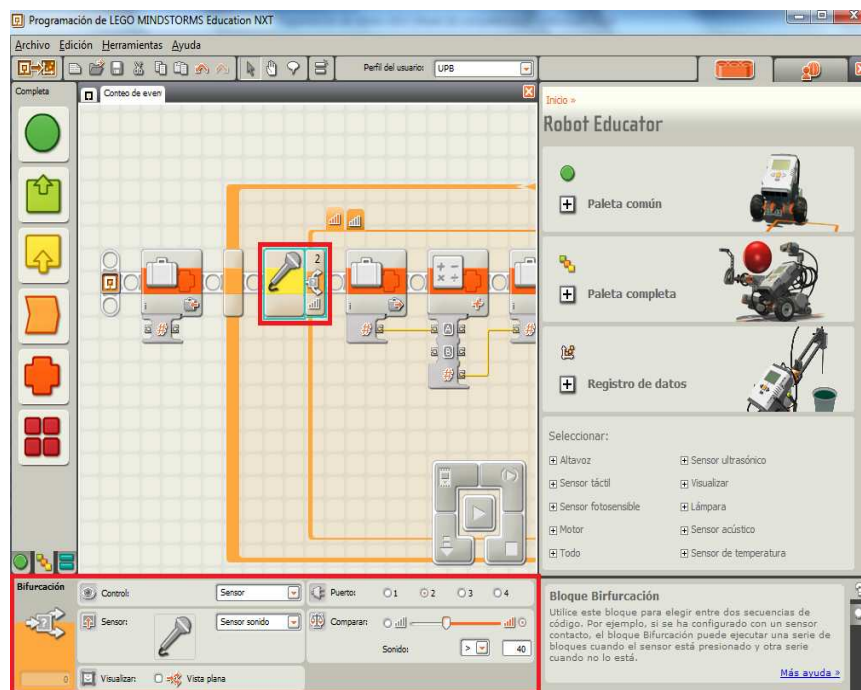 Programación de LEGO MINDSTORMS Education NXT
Archivo Edición Herramientas Ayuda
Perfil del usuario: UPB
Completa
Conteo de even
Inicio »
Robot Educator
Paleta común
Paleta completa
Registro de datos
2
i
i
i
#
#
A
B
#
Seleccionar:
Altavoz
Sensor ultrasónico
Sensor táctil
Visualizar
Sensor fotosensible
Lámpara
Motor
Sensor acústico
Todo
Sensor de temperatura
Bifurcación
Control: Sensor
Puerto: 1 2 3 4
Sensor: Sensor sonido
Comparar:
Sonido: > 40
0
Visualizar: Vista plana
Bloque Birfurcación
Utilice este bloque para elegir entre dos secuencias de
código. Por ejemplo, si se ha configurado con un sensor
contacto, el bloque Bifurcación puede ejecutar una serie de
bloques cuando el sensor está presionado y otra serie
cuando no lo está.
Más ayuda »